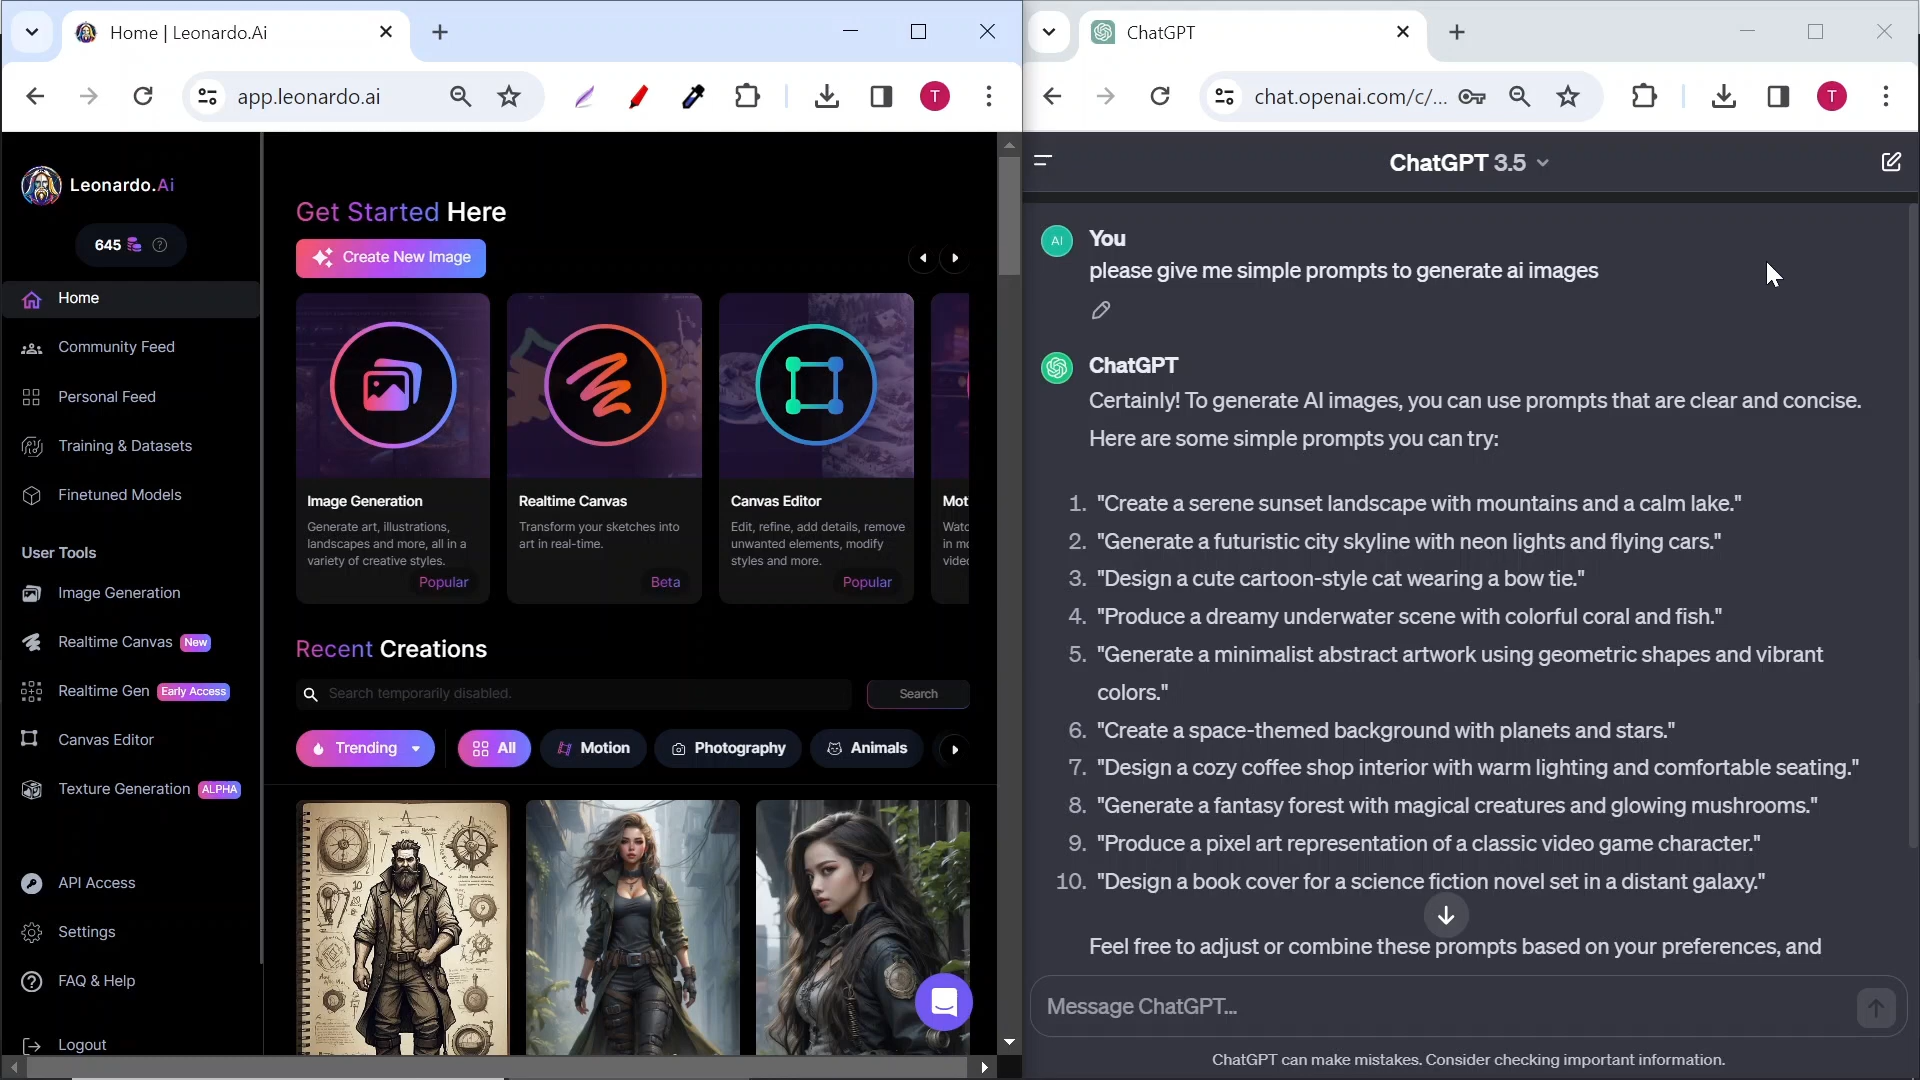 Home | Leonardo.Ai
app.leonardo.ai
T
Leonardo.Ai
645
Home
Community Feed
Personal Feed
Training & Datasets
Finetuned Models
User Tools
Image Generation
Realtime Canvas New
Realtime Gen Early Access
Canvas Editor
Texture Generation ALPHA
API Access
Settings
FAQ & Help
Logout
Get Started Here
Create New Image
Image Generation
Generate art, illustrations,
landscapes and more, all in a
variety of creative styles.
Popular
Realtime Canvas
Transform your sketches into
art in real-time.
Beta
Canvas Editor
Edit, refine, add details, remove
unwanted elements, modify
styles and more.
Popular
Mot
Watc
in mo
video
Recent Creations
Search temporarily disabled.
Search
Trending
All
Motion
Photography
Animals
ChatGPT
chat.openai.com/c/...
T
ChatGPT 3.5
AI
You
please give me simple prompts to generate ai images
ChatGPT
Certainly! To generate AI images, you can use prompts that are clear and concise.
Here are some simple prompts you can try:
1. "Create a serene sunset landscape with mountains and a calm lake."
2. "Generate a futuristic city skyline with neon lights and flying cars."
3. "Design a cute cartoon-style cat wearing a bow tie."
4. "Produce a dreamy underwater scene with colorful coral and fish."
5. "Generate a minimalist abstract artwork using geometric shapes and vibrant
colors."
6. "Create a space-themed background with planets and stars."
7. "Design a cozy coffee shop interior with warm lighting and comfortable seating."
8. "Generate a fantasy forest with magical creatures and glowing mushrooms."
9. "Produce a pixel art representation of a classic video game character."
10. "Design a book cover for a science fiction novel set in a distant galaxy."
Feel free to adjust or combine these prompts based on your preferences, and
Message ChatGPT...
ChatGPT can make mistakes. Consider checking important information.